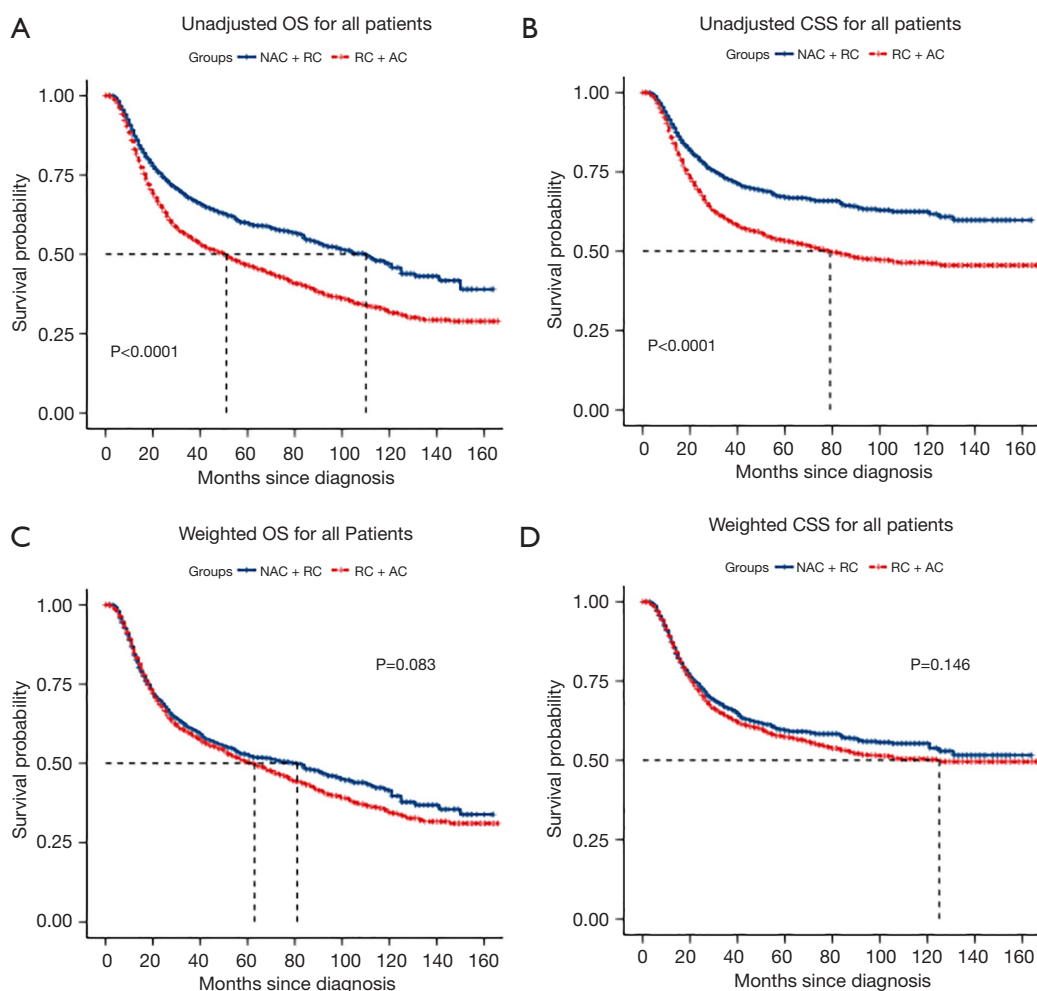 A
Unadjusted OS for all patients
Groups NAC + RC RC + AC
1.00
0.75
0.50
0.25
0.00
Survival probability
P<0.0001
0 20 40 60 80 100 120 140 160
Months since diagnosis
B
Unadjusted CSS for all patients
Groups NAC + RC RC + AC
1.00
0.75
0.50
0.25
0.00
Survival probability
P<0.0001
0 20 40 60 80 100 120 140 160
Months since diagnosis
C
Weighted OS for all Patients
Groups NAC + RC RC + AC
1.00
0.75
0.50
0.25
0.00
Survival probability
P=0.083
0 20 40 60 80 100 120 140 160
Months since diagnosis
D
Weighted CSS for all patients
Groups NAC + RC RC + AC
1.00
0.75
0.50
0.25
0.00
Survival probability
P=0.146
0 20 40 60 80 100 120 140 160
Months since diagnosis